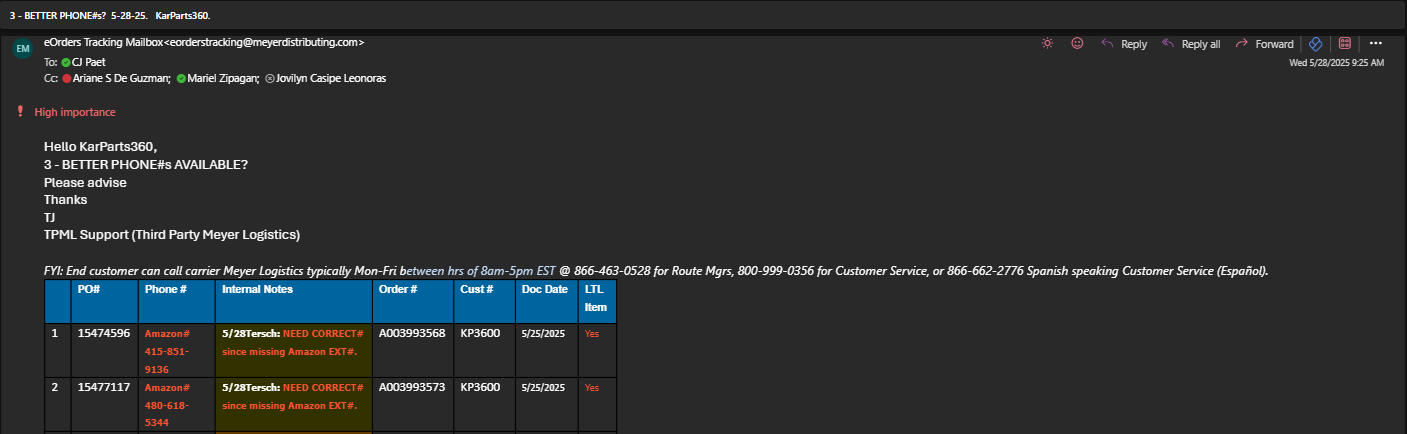 3 - BETTER PHONE#s?  5-28-25.   KarParts360.
EM
eOrders Tracking Mailbox<eorderstracking@meyerdistributing.com>
Reply
Reply all
Forward
To: CJ Paet
Wed 5/28/2025 9:25 AM
Cc: Ariane S De Guzman; Mariel Zipagan; Jovilyn Casipe Leonoras
High importance
Hello KarParts360,
3 - BETTER PHONE#s AVAILABLE?
Please advise
Thanks
TJ
TPML Support (Third Party Meyer Logistics)
FYI: End customer can call carrier Meyer Logistics typically Mon-Fri between hrs of 8am-5pm EST @ 866-463-0528 for Route Mgrs, 800-999-0356 for Customer Service, or 866-662-2776 Spanish speaking Customer Service (Español).
PO# Phone # Internal Notes Order # Cust # Doc Date LTL
Item
1 15474596 Amazon# 5/28Tersch: NEED CORRECT# A003993568 KP3600 5/25/2025 Yes
415-851- since missing Amazon EXT#.
9136
2 15477117 Amazon# 5/28Tersch: NEED CORRECT# A003993573 KP3600 5/25/2025 Yes
480-618- since missing Amazon EXT#.
5344